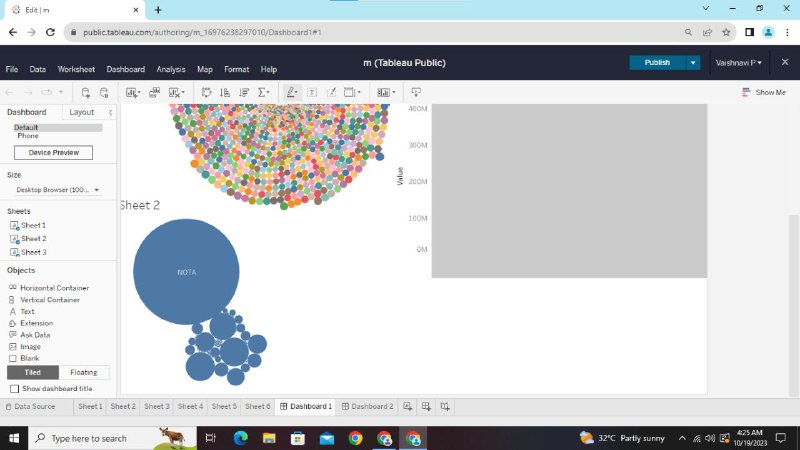 Edit | m
public.tableau.com/authoring/m_16976238297010/Dashboard1#1
m (Tableau Public)
Publish
Vaishnavi P
File Data Worksheet Dashboard Analysis Map Format Help
Show Me
Dashboard Layout
Default
Phone
Device Preview
Size
Desktop Browser (100...
Sheets
Sheet 1
Sheet 2
Sheet 3
Objects
Horizontal Container
Vertical Container
Text
Extension
Ask Data
Image
Blank
Tiled Floating
Show dashboard title
Sheet 2
NOTA
400M
300M
200M
100M
0M
Value
Data Source Sheet 1 Sheet 2 Sheet 3 Sheet 4 Sheet 5 Sheet 6 Dashboard 1 Dashboard 2
Type here to search
32°C Partly sunny
4:25 AM
10/19/2023